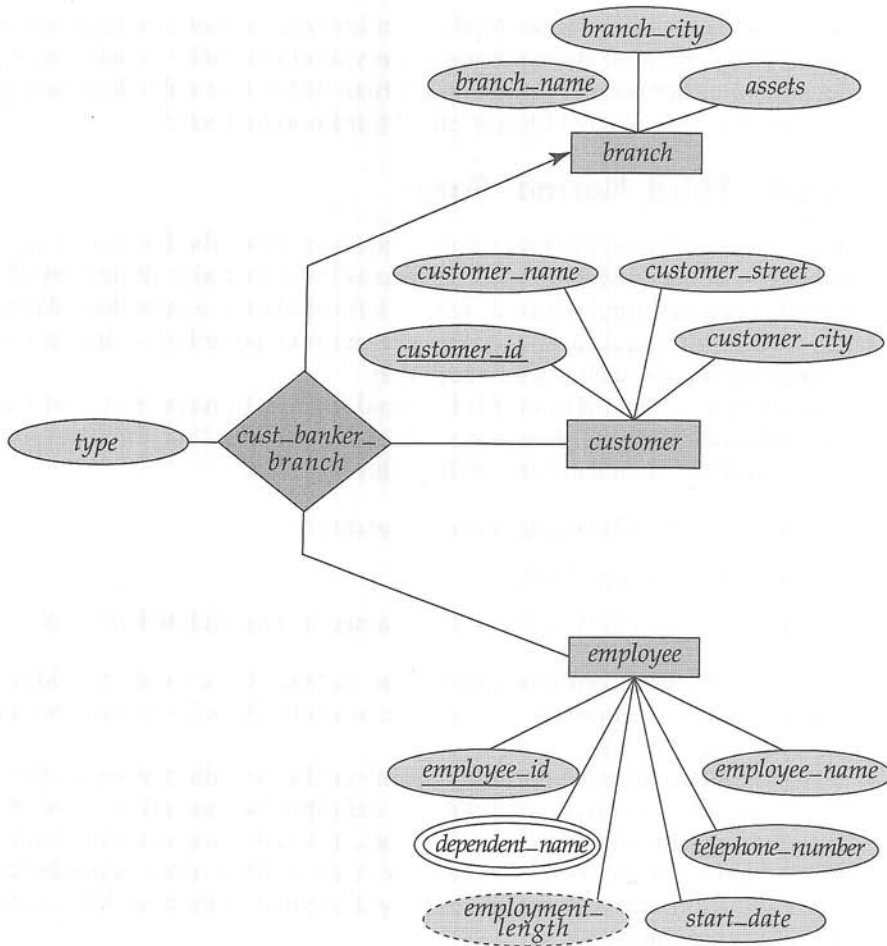 branch_city
branch_name
assets
branch
customer_name
customer_street
customer_id
customer_city
type
cust_banker_
branch
customer
employee
employee_id
employee_name
dependent_name
telephone_number
employment_
length
start_date